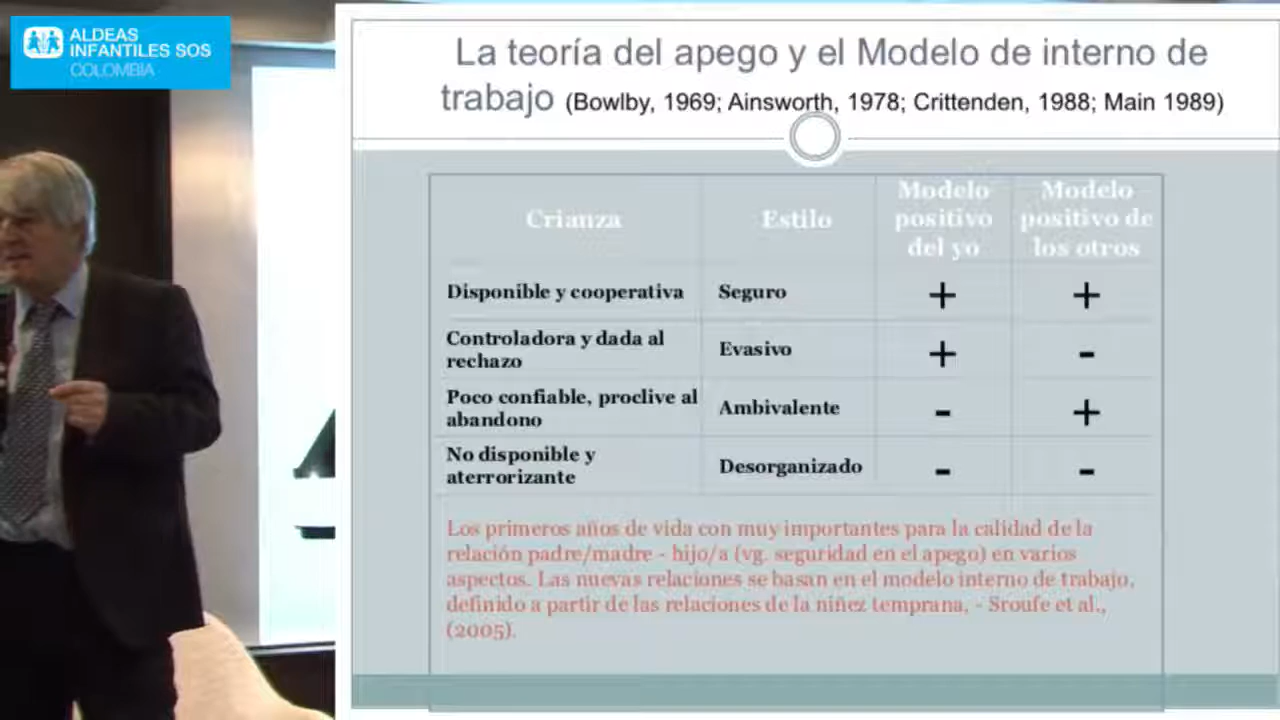 ALDEAS
INFANTILES SOS
COLOMBIA
La teoría del apego y el Modelo de interno de
trabajo (Bowlby, 1969; Ainsworth, 1978; Crittenden, 1988; Main 1989)
Crianza
Estilo
Modelo
positivo
del yo
Modelo
positivo de
los otros
Disponible y cooperativa Seguro + +
Controladora y dada al
rechazo
Evasivo + -
Poco confiable, proclive al
abandono
Ambivalente - +
No disponible y
aterrorizante
Desorganizado - -
Los primeros años de vida con muy importantes para la calidad de la
relación padre/madre - hijo/a (vg. seguridad en el apego) en varios
aspectos. Las nuevas relaciones se basan en el modelo interno de trabajo,
definido a partir de las relaciones de la niñez temprana, - Sroufe et al.,
(2005).